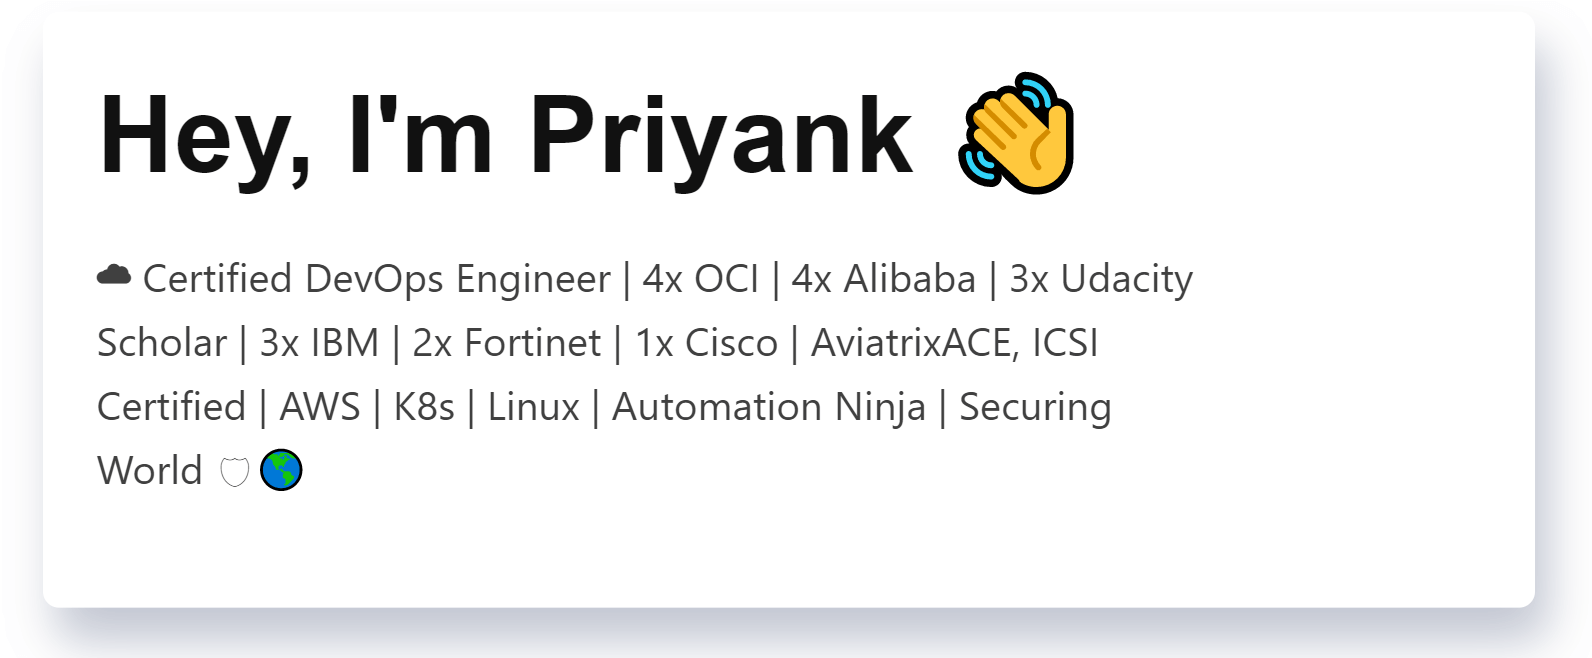 Hey, I'm Priyank 👋
☁ Certified DevOps Engineer | 4x OCI | 4x Alibaba | 3x Udacity
Scholar | 3x IBM | 2x Fortinet | 1x Cisco | AviatrixACE, ICSI
Certified | AWS | K8s | Linux | Automation Ninja | Securing
World 🛡 🌎